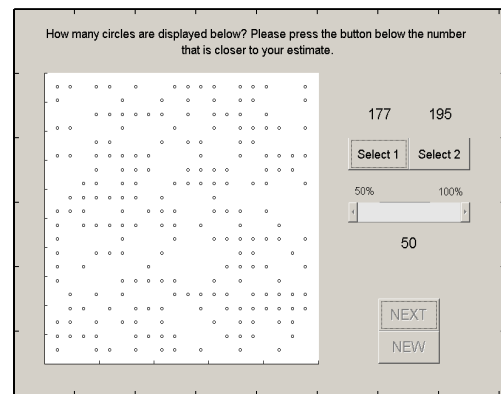 How many circles are displayed below? Please press the button below the number
that is closer to your estimate.
177 195
Select 1 Select 2
50% 100%
50
NEXT
NEW